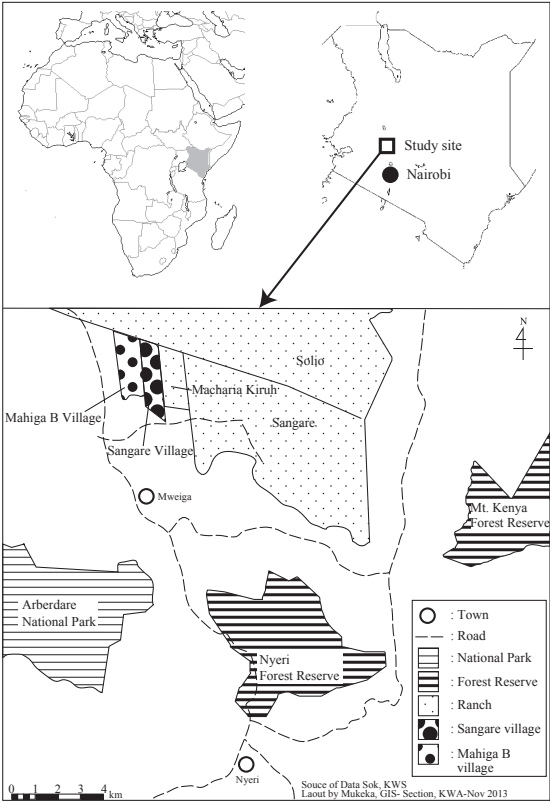 Study site
Nairobi
N
Solio
Macharia Kiruh
Mahiga B Village
Sangare
Sangare Village
Mweiga
Mt. Kenya
Forest Reserve
Arberdare
National Park
Nyeri
Forest Reserve
Nyeri
: Town
: Road
: National Park
: Forest Reserve
: Ranch
: Sangare village
: Mahiga B
village
0 1 2 3 4 km
Souce of Data Sok, KWS
Laout by Mukeka, GIS- Section, KWA-Nov 2013